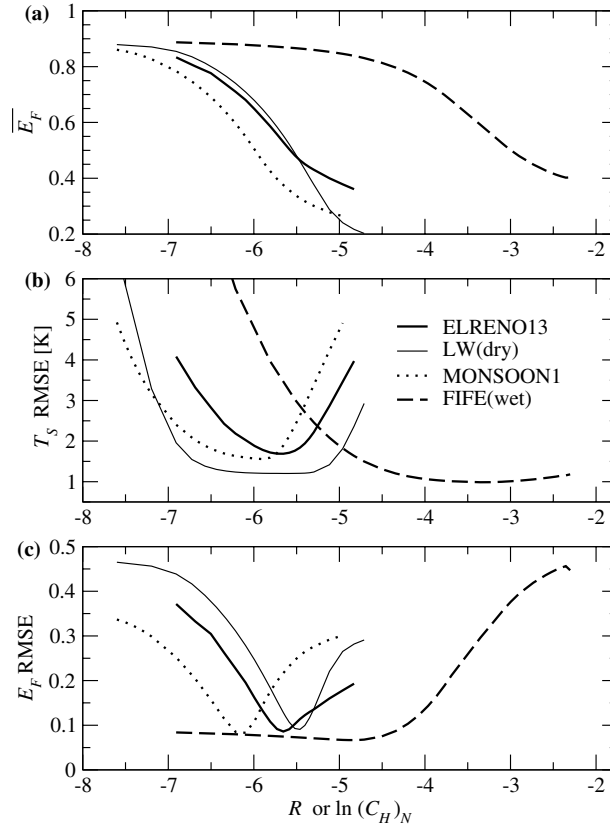 (a)
1
0.8
0.6
0.4
0.2
E_F
-8 -7 -6 -5 -4 -3 -2
(b)
6
5
4
3
2
1
T_S RMSE [K]
ELRENO13
LW(dry)
MONSOON1
FIFE(wet)
-8 -7 -6 -5 -4 -3 -2
(c)
0.5
0.4
0.3
0.2
0.1
0
E_F RMSE
-8 -7 -6 -5 -4 -3 -2
R or ln (C_H)_N